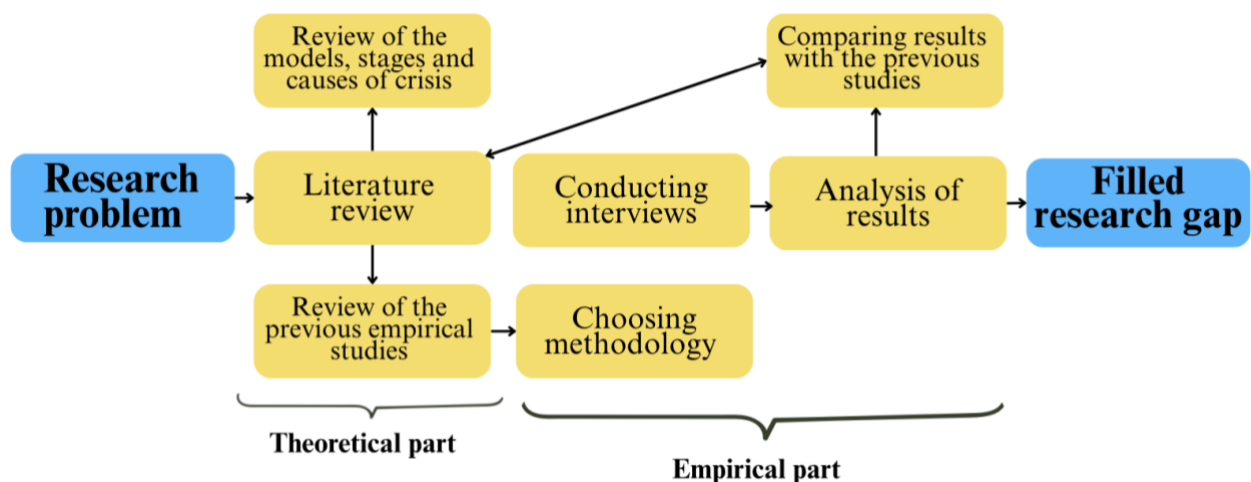 Review of the
models, stages and
causes of crisis
Comparing results
with the previous
studies
Research
problem
Literature
review
Conducting
interviews
Analysis of
results
Filled
research gap
Review of the
previous empirical
studies
Choosing
methodology
Theoretical part
Empirical part